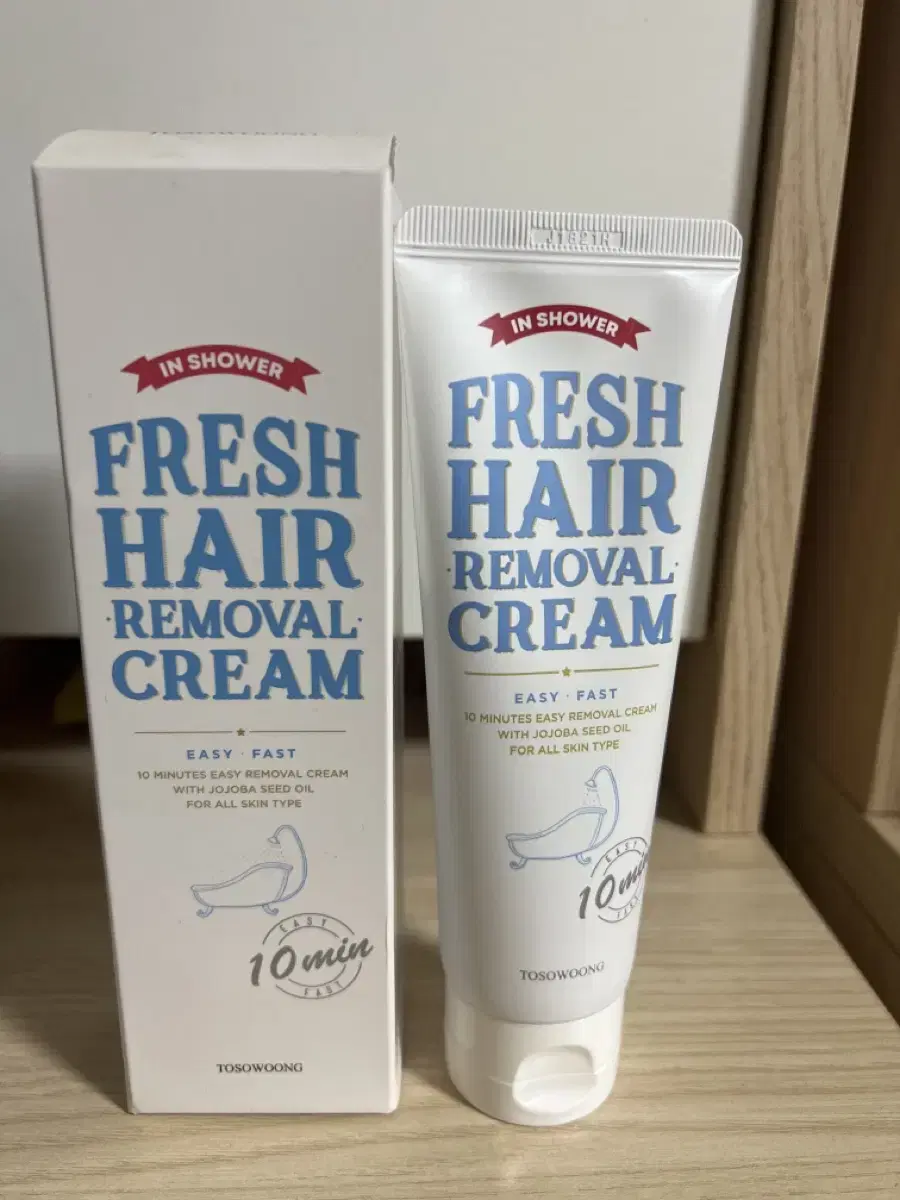 IN SHOWER
FRESH
HAIR
·REMOVAL·
CREAM
EASY · FAST
10 MINUTES EASY REMOVAL CREAM
WITH JOJOBA SEED OIL
FOR ALL SKIN TYPE
EASY
10 min
FAST
TOSOWOONG
IN SHOWER
FRESH
HAIR
·REMOVAL·
CREAM
EASY · FAST
10 MINUTES EASY REMOVAL CREAM
WITH JOJOBA SEED OIL
FOR ALL SKIN TYPE
EASY
10 min
FAST
TOSOWOONG